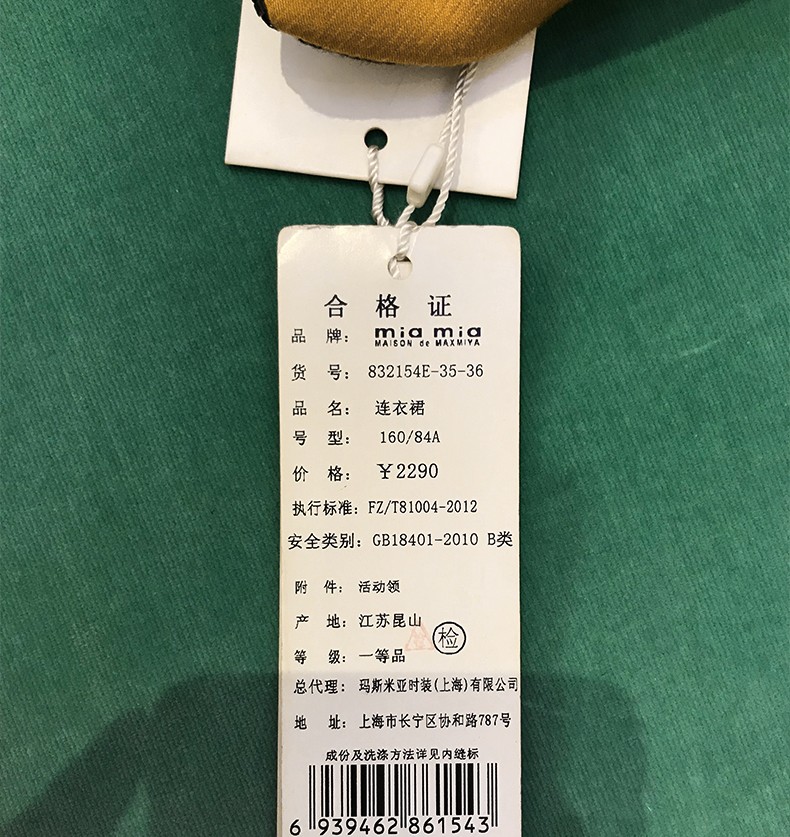 合 格 证
品 牌： mia mia
MAISON de MAXMIYA
货 号： 832154E-35-36
品 名： 连衣裙
号 型： 160/84A
价 格： ￥2290
执行标准：FZ/T81004-2012
安全类别：GB18401-2010 B类
附 件： 活动领
产 地： 江苏昆山
检
等 级： 一等品
总代理： 玛斯米亚时装(上海)有限公司
地 址： 上海市长宁区协和路787号
成份及洗涤方法详见内缝标
6 939462 861543